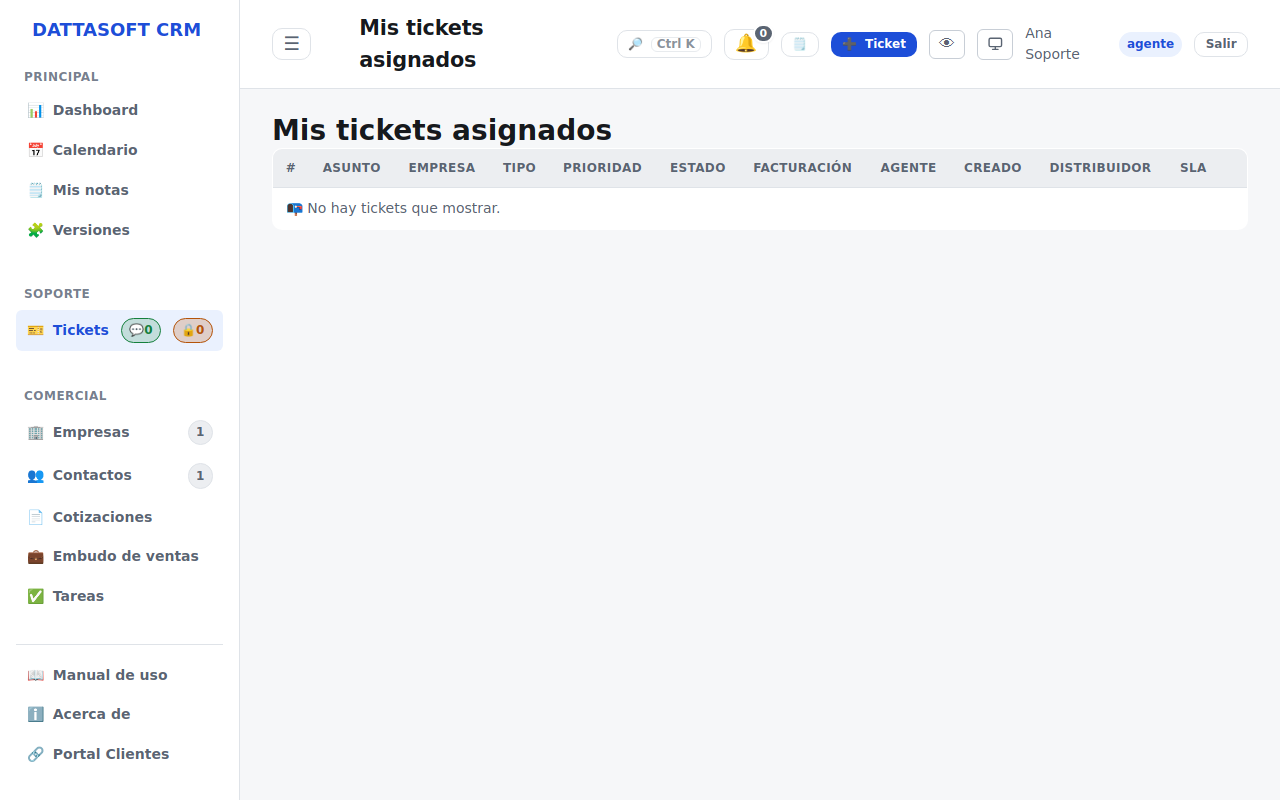 DATTASOFT CRM
PRINCIPAL
📊 Dashboard
📅 Calendario
🗒️ Mis notas
🧩 Versiones
SOPORTE
🎫 Tickets 💬0 🔒0
COMERCIAL
🏢 Empresas 1
👥 Contactos 1
📄 Cotizaciones
💼 Embudo de ventas
✅ Tareas
📖 Manual de uso
ℹ️ Acerca de
🔗 Portal Clientes
☰ Mis tickets
asignados
🔎 Ctrl K 🔔 0 🗒️ ➕ Ticket 👁
Ana
Soporte
agente Salir
Mis tickets asignados
# ASUNTO EMPRESA TIPO PRIORIDAD ESTADO FACTURACIÓN AGENTE CREADO DISTRIBUIDOR SLA
📭 No hay tickets que mostrar.